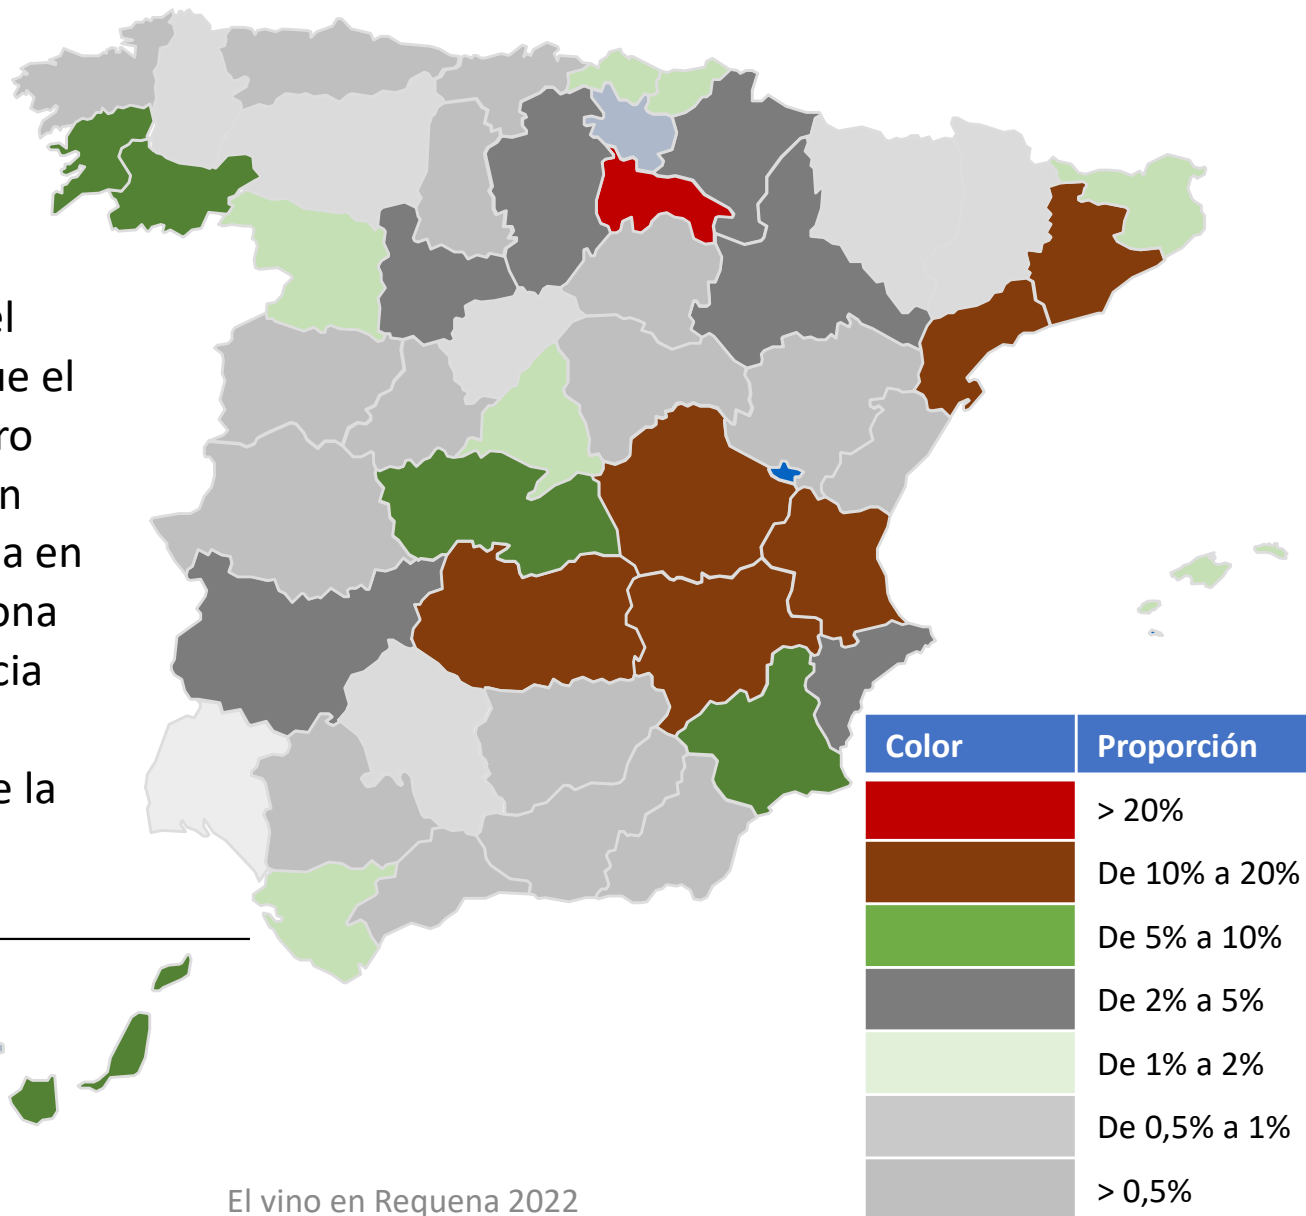 el
ue el
ro
n
a en
ona
cia
e la
Color Proporción
> 20%
De 10% a 20%
De 5% a 10%
De 2% a 5%
De 1% a 2%
De 0,5% a 1%
> 0,5%
El vino en Requena 2022